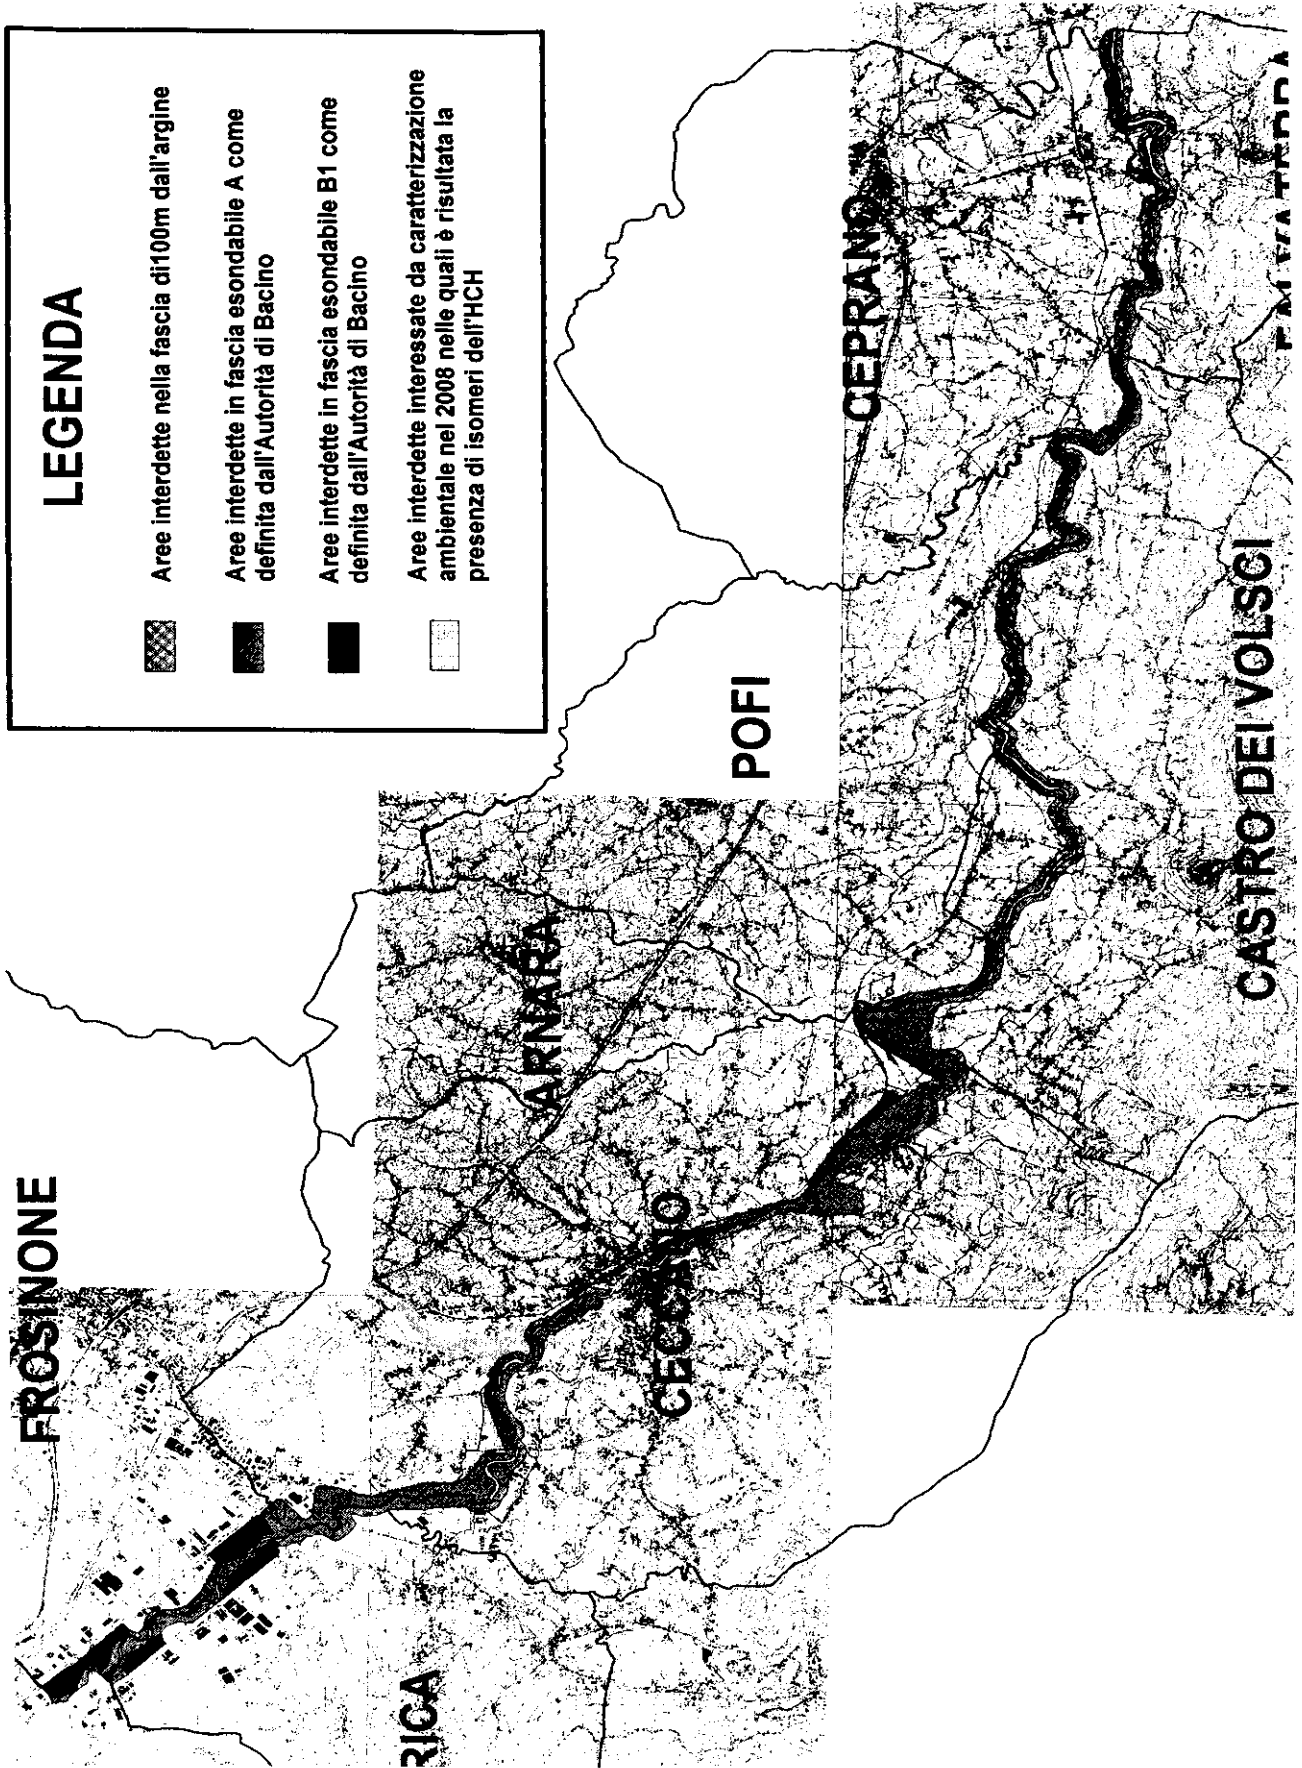 LEGENDA
Aree interdette nella fascia di100m dall'argine
Aree interdette in fascia esondabile A come
definita dall'Autorità di Bacino
Aree interdette in fascia esondabile B1 come
definita dall'Autorità di Bacino
Aree interdette interessate da caratterizzazione
ambientale nel 2008 nelle quali è risultata la
presenza di isomeri dell'HCH
FROSINONE
ARNARA
POFI
CEPRANO
CECCANO
RICA
CASTRO DEI VOLSCI